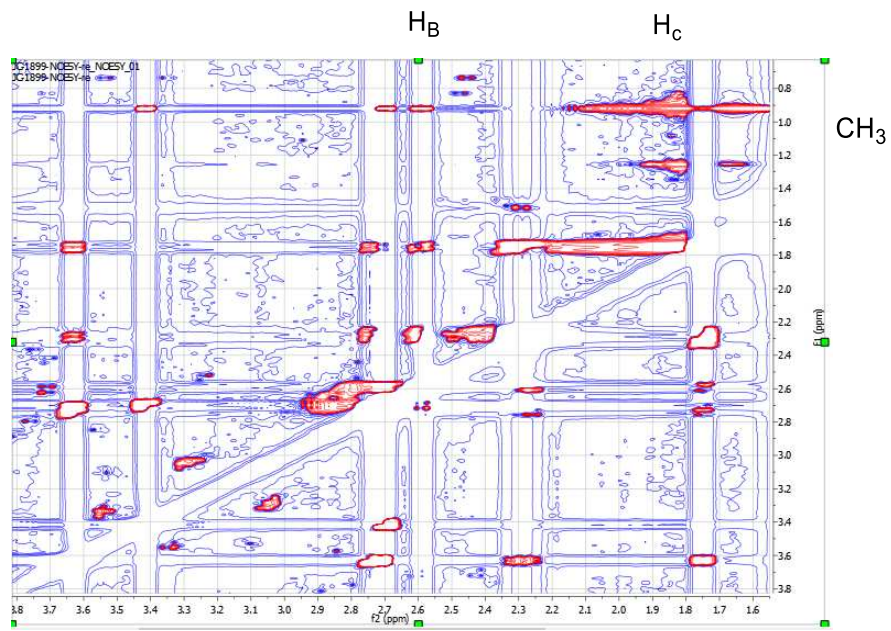 H_B H_c
JG1899-NOESY-re_NOESY_01
JG1899-NOESY-re
CH_3
0.8
1.0
1.2
1.4
1.6
1.8
2.0
2.2
2.4
2.6
2.8
3.0
3.2
3.4
3.6
3.8
f1 (ppm)
3.8 3.7 3.6 3.5 3.4 3.3 3.2 3.1 3.0 2.9 2.8 2.7 2.6 2.5 2.4 2.3 2.2 2.1 2.0 1.9 1.8 1.7 1.6
f2 (ppm)